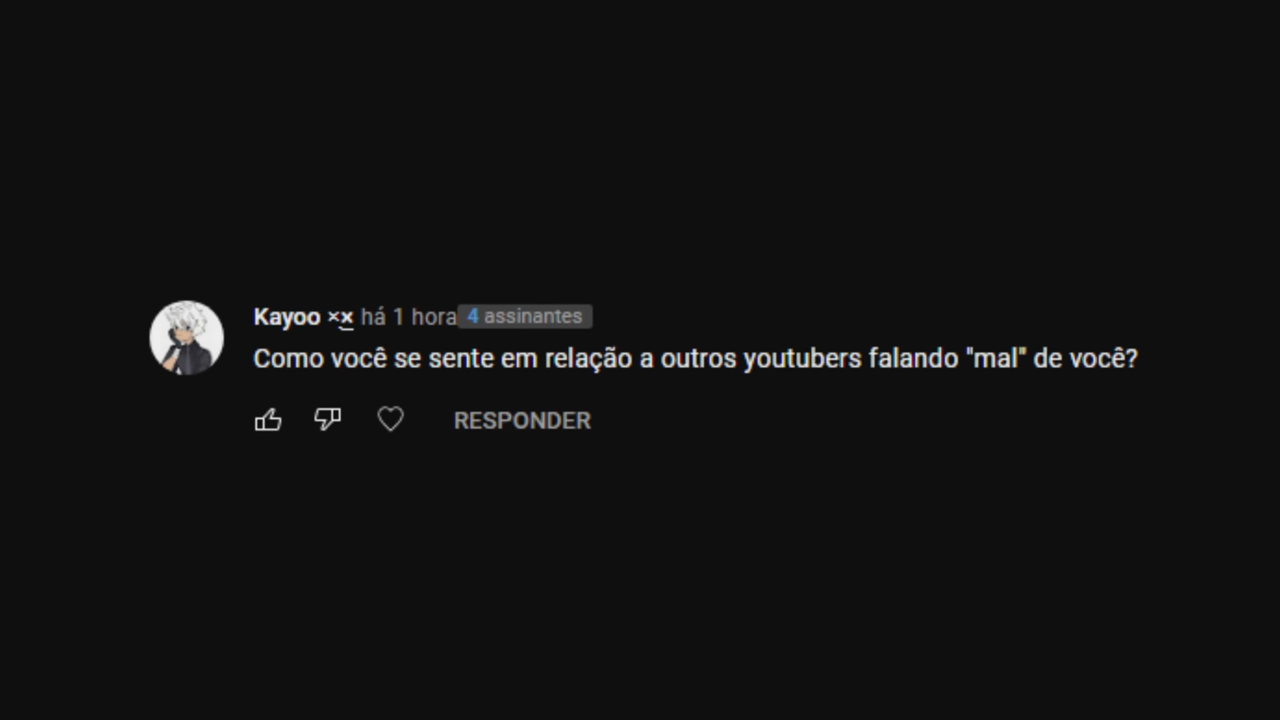 Kayoo ×͜× há 1 hora 4 assinantes
Como você se sente em relação a outros youtubers falando "mal" de você?
RESPONDER